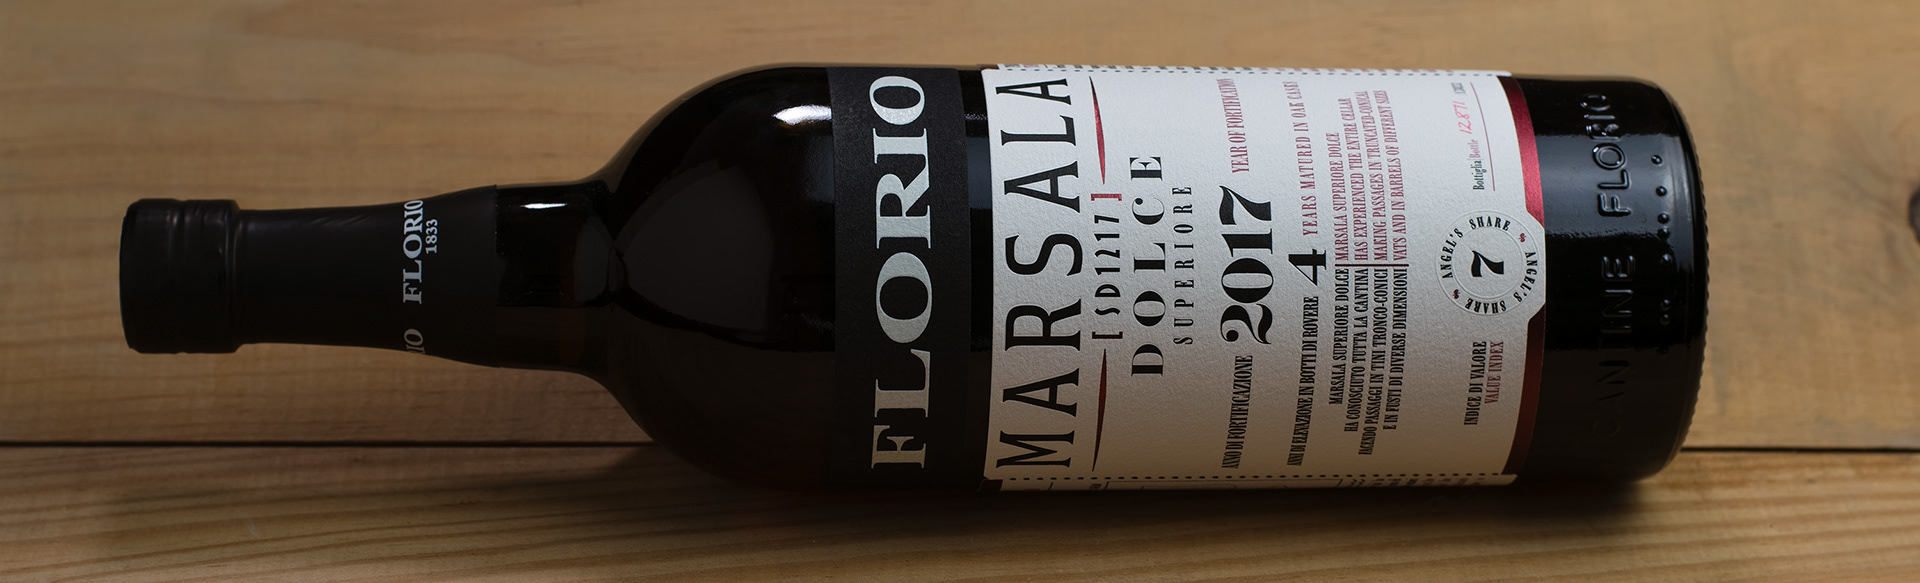 FLORIO
1833
IO
FLORIO
MARSALA
[SD1217]
DOLCE
SUPERIORE
ANNO DI FORTIFICAZIONE 2017 YEAR OF FORTIFICATION
ANNI DI ELEVAZIONE IN BOTTI DI ROVERE 4 YEARS MATURED IN OAK CASKS
MARSALA SUPERIORE DOLCE MARSALA SUPERIORE DOLCE
HA CONOSCIUTO TUTTA LA CANTINA HAS EXPERIENCED THE ENTIRE CELLAR
FACENDO PASSAGGI IN TINI TRONCO-CONICI MAKING PASSAGES IN TRUNCATED-CONICAL
E IN FUSTI DI DIVERSE DIMENSIONI VATS AND IN BARRELS OF DIFFERENT SIZES
INDICE DI VALORE
VALUE INDEX
ANGEL'S SHARE
7
ANGEL'S SHARE
Bottiglia Bottle 12.871
CANTINE FLORIO